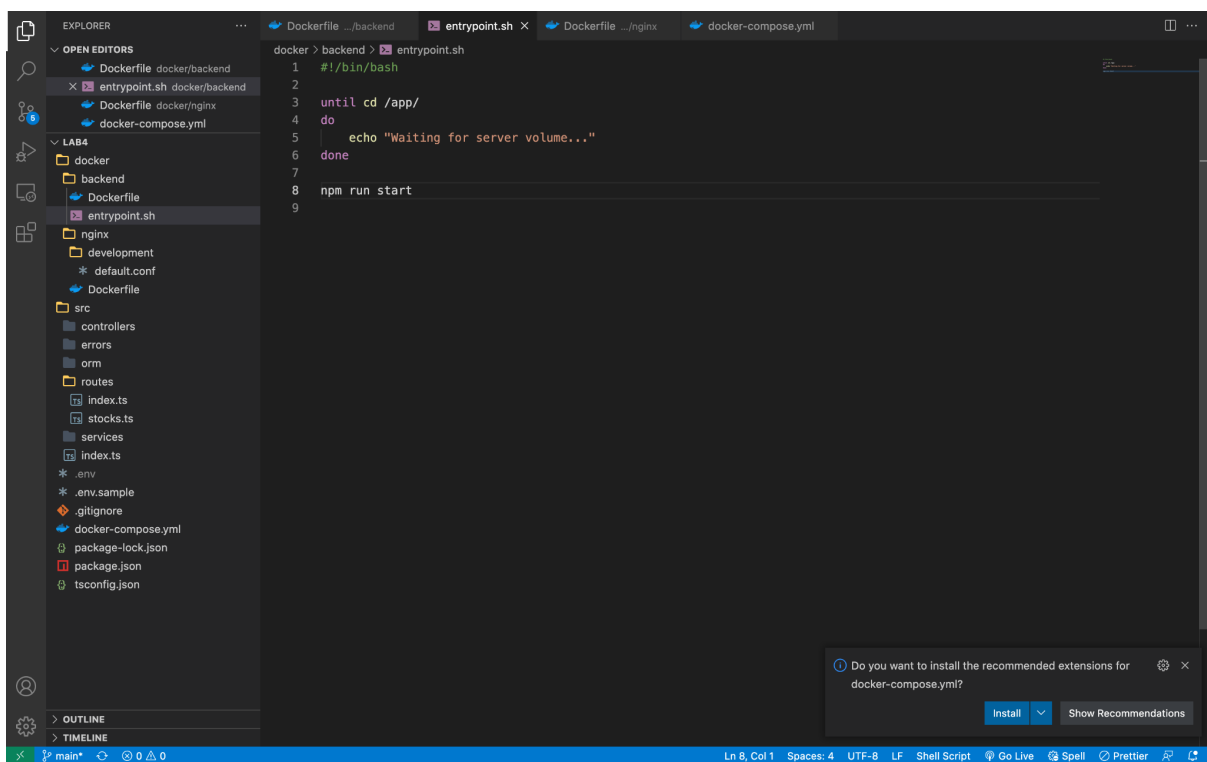 EXPLORER
OPEN EDITORS
Dockerfile docker/backend
entrypoint.sh docker/backend
Dockerfile docker/nginx
docker-compose.yml
LAB4
docker
backend
Dockerfile
entrypoint.sh
nginx
development
default.conf
Dockerfile
src
controllers
errors
orm
routes
TS index.ts
TS stocks.ts
services
TS index.ts
.env
.env.sample
.gitignore
docker-compose.yml
package-lock.json
package.json
tsconfig.json
OUTLINE
TIMELINE
5
Dockerfile .../backend
entrypoint.sh
Dockerfile .../nginx
docker-compose.yml
docker > backend > entrypoint.sh
1 #!/bin/bash
2
3 until cd /app/
4 do
5 echo "Waiting for server volume..."
6 done
7
8 npm run start
9
Do you want to install the recommended extensions for
docker-compose.yml?
Install Show Recommendations
main* 0 0 Ln 8, Col 1 Spaces: 4 UTF-8 LF Shell Script Go Live Spell Prettier